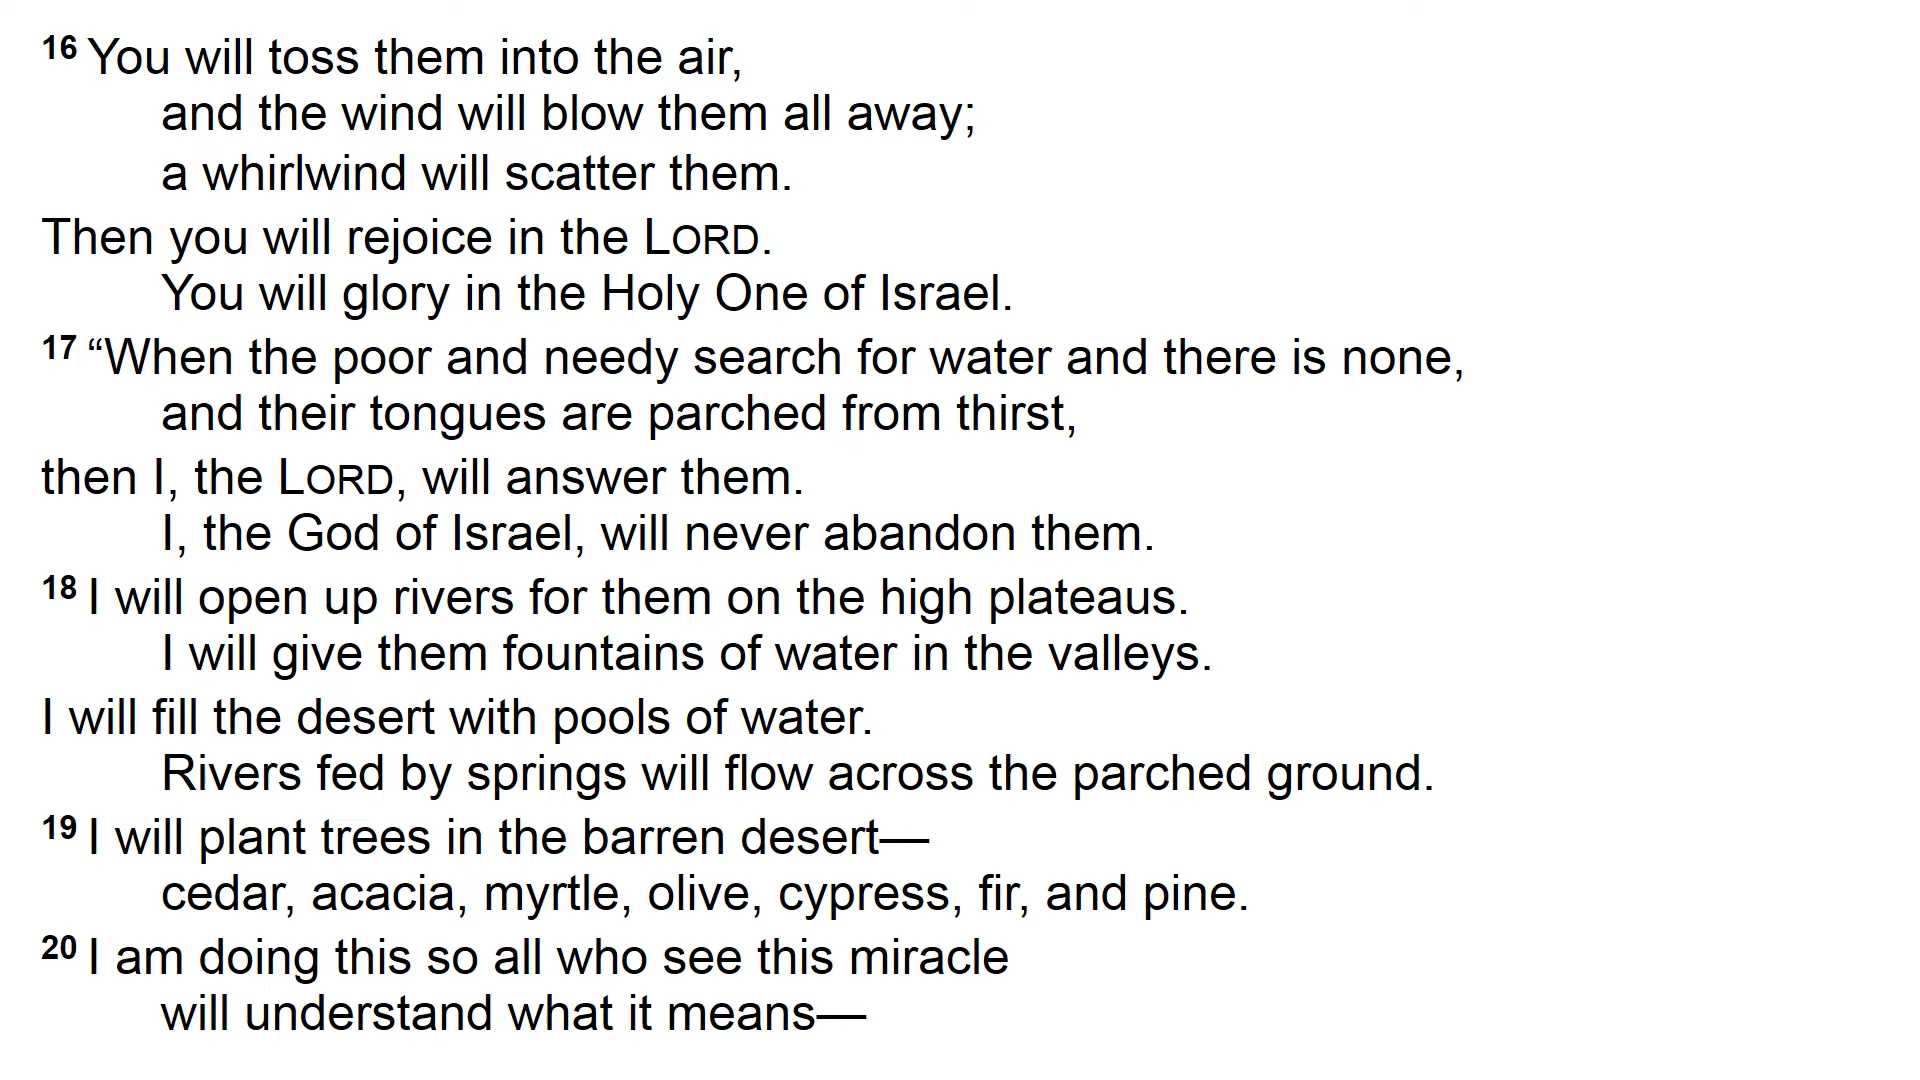 16 You will toss them into the air,
and the wind will blow them all away;
a whirlwind will scatter them.
Then you will rejoice in the LORD.
You will glory in the Holy One of Israel.
17 “When the poor and needy search for water and there is none,
and their tongues are parched from thirst,
then I, the LORD, will answer them.
I, the God of Israel, will never abandon them.
18 I will open up rivers for them on the high plateaus.
I will give them fountains of water in the valleys.
I will fill the desert with pools of water.
Rivers fed by springs will flow across the parched ground.
19 I will plant trees in the barren desert—
cedar, acacia, myrtle, olive, cypress, fir, and pine.
20 I am doing this so all who see this miracle
will understand what it means—